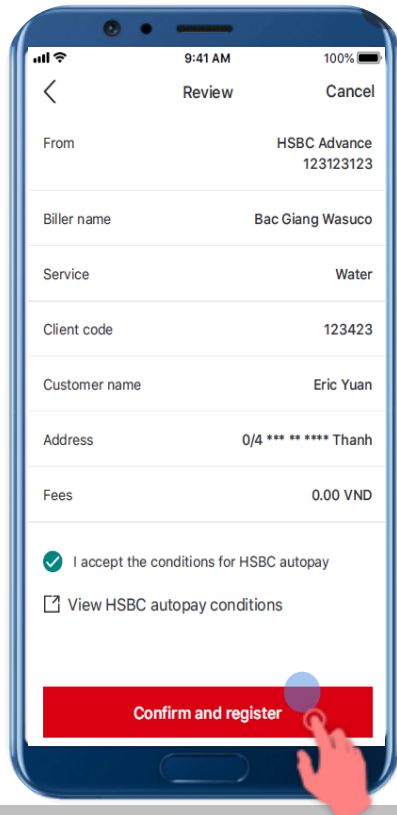 9:41 AM 100%
Review Cancel
From HSBC Advance
123123123
Biller name Bac Giang Wasuco
Service Water
Client code 123423
Customer name Eric Yuan
Address 0/4 *** ** **** Thanh
Fees 0.00 VND
I accept the conditions for HSBC autopay
View HSBC autopay conditions
Confirm and register